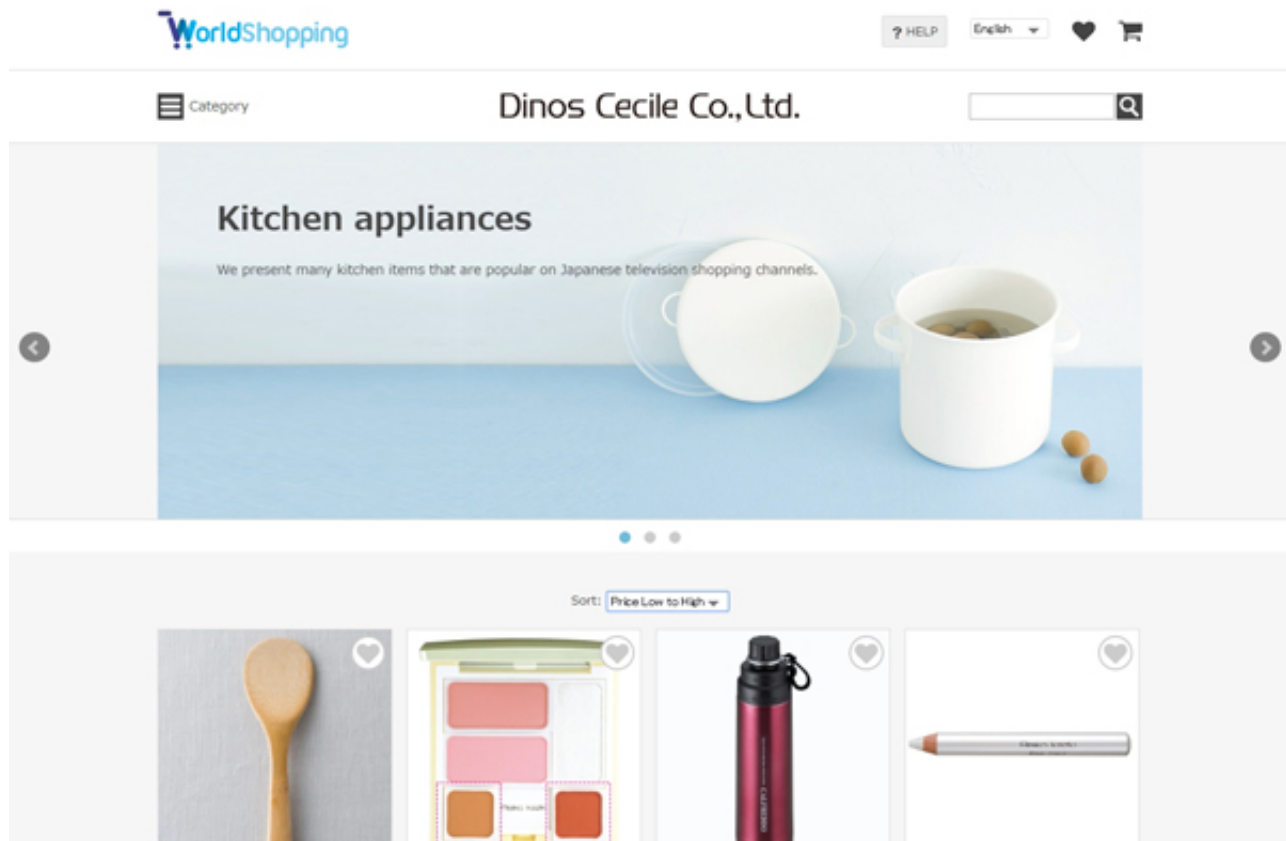 WorldShopping
? HELP
English
Category
Dinos Cecile Co.,Ltd.
Kitchen appliances
We present many kitchen items that are popular on Japanese television shopping channels.
Sort: Price Low to High